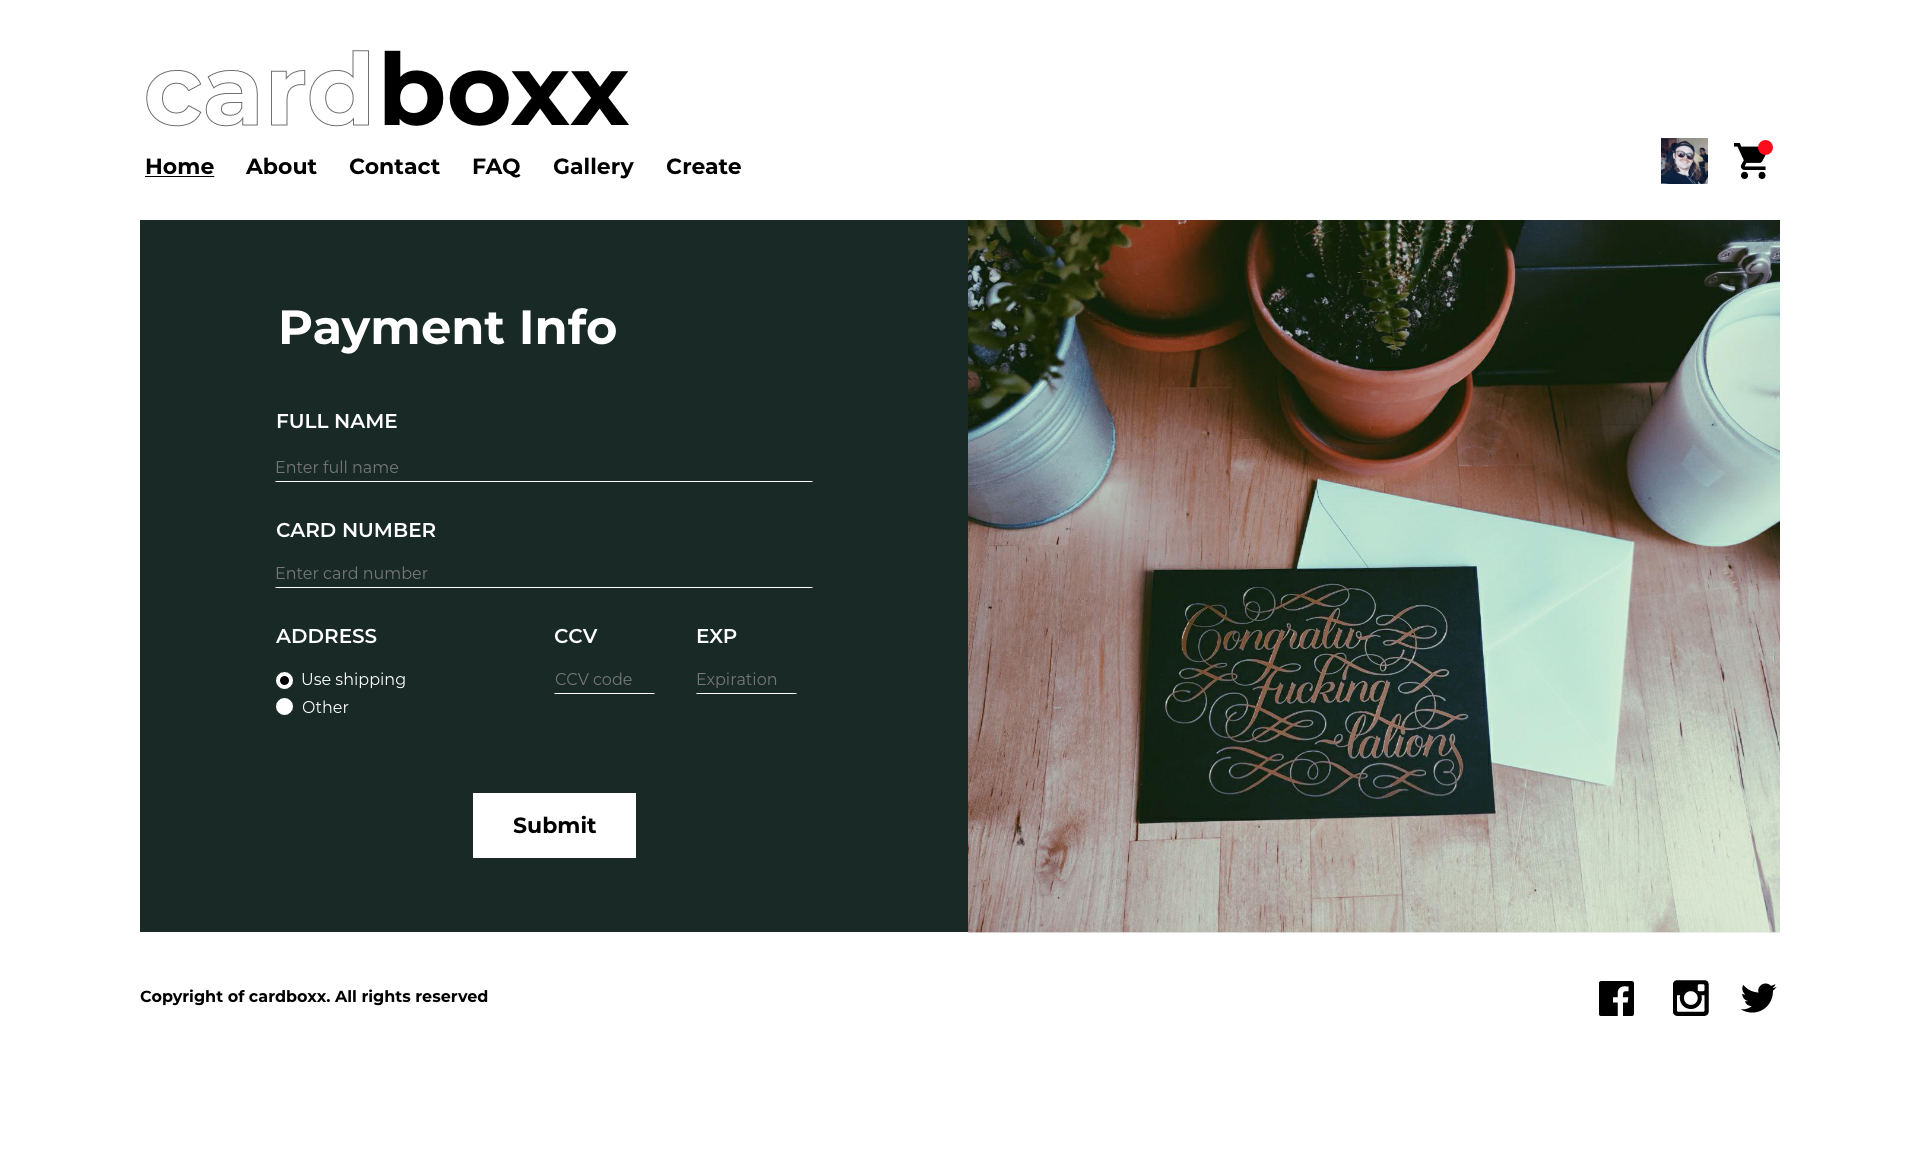 cardboxx
Home About Contact FAQ Gallery Create
Payment Info
FULL NAME
Enter full name
CARD NUMBER
Enter card number
ADDRESS CCV EXP
Use shipping CCV code Expiration
Other
Submit
Congratu-
fucking
-lations
Copyright of cardboxx. All rights reserved